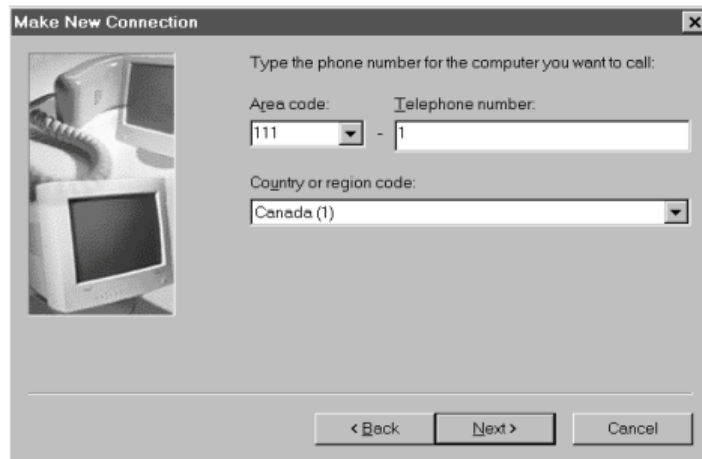 Make New Connection
Type the phone number for the computer you want to call:
Area code: Telephone number:
111 - 1
Country or region code:
Canada (1)
< Back Next > Cancel